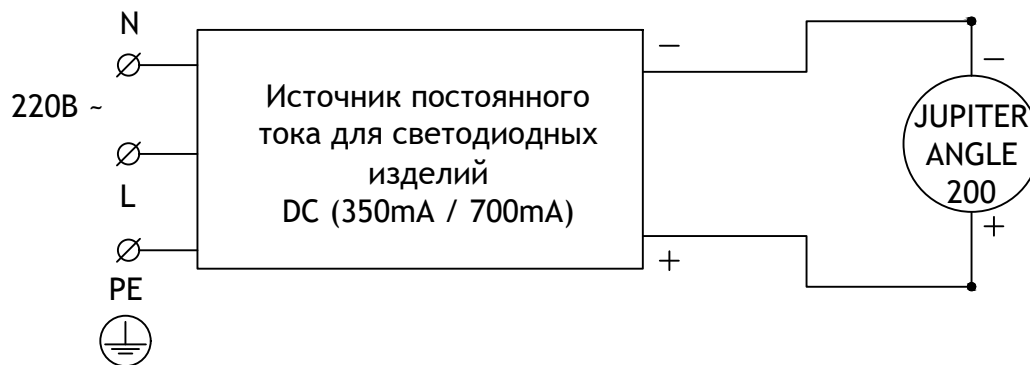 N
220В ~
L
PE
Источник постоянного
тока для светодиодных
изделий
DC (350mA / 700mA)
−
+
−
JUPITER
ANGLE
200
+